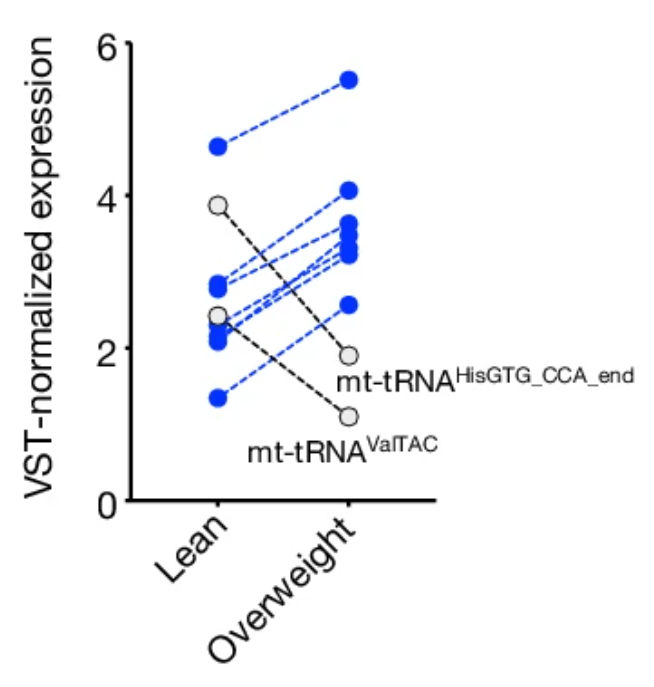 VST-normalized expression
6
4
2
0
mt-tRNAHisGTG_CCA_end
mt-tRNAValTAC
Lean
Overweight